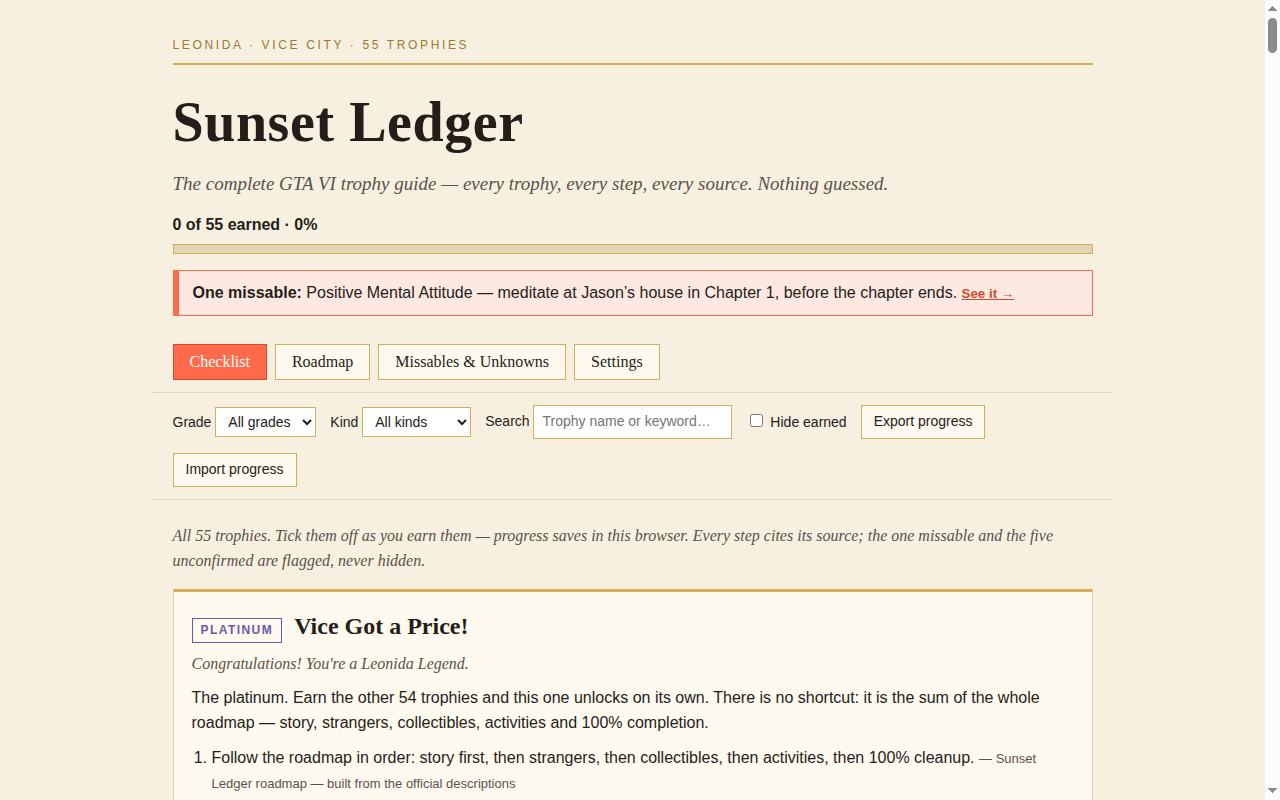 LEONIDA · VICE CITY · 55 TROPHIES
Sunset Ledger
The complete GTA VI trophy guide — every trophy, every step, every source. Nothing guessed.
0 of 55 earned · 0%
One missable: Positive Mental Attitude — meditate at Jason’s house in Chapter 1, before the chapter ends. See it →
Checklist Roadmap Missables & Unknowns Settings
Grade All grades Kind All kinds Search Trophy name or keyword… Hide earned Export progress
Import progress
All 55 trophies. Tick them off as you earn them — progress saves in this browser. Every step cites its source; the one missable and the five
unconfirmed are flagged, never hidden.
PLATINUM Vice Got a Price!
Congratulations! You're a Leonida Legend.
The platinum. Earn the other 54 trophies and this one unlocks on its own. There is no shortcut: it is the sum of the whole
roadmap — story, strangers, collectibles, activities and 100% completion.
1. Follow the roadmap in order: story first, then strangers, then collectibles, then activities, then 100% cleanup. — Sunset
Ledger roadmap — built from the official descriptions